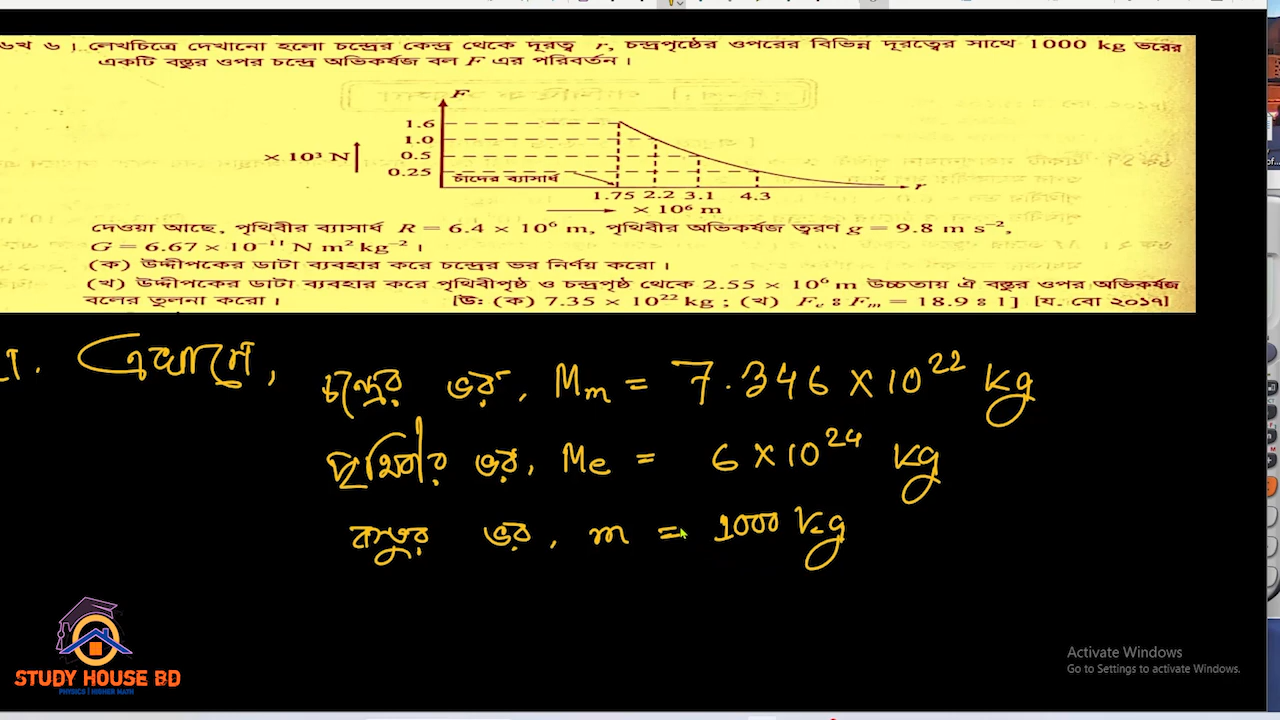 ৬খ ৬। লেখচিত্রে দেখানো হলো চন্দ্রের কেন্দ্র থেকে দূরত্ব r, চন্দ্রপৃষ্ঠের ওপরের বিভিন্ন দূরত্বের সাথে 1000 kg ভরের
একটি বস্তুর ওপর চন্দ্রে অভিকর্ষজ বল F এর পরিবর্তন।
F
1.6
1.0
× 10³ N
0.5
0.25
চাঁদের ব্যাসার্ধ
r
1.75 2.2 3.1 4.3
× 10⁶ m
দেওয়া আছে, পৃথিবীর ব্যাসার্ধ R = 6.4 × 10⁶ m, পৃথিবীর অভিকর্ষজ ত্বরণ g = 9.8 m s⁻²,
G = 6.67 × 10⁻¹¹ N m² kg⁻²।
(ক) উদ্দীপকের ডাটা ব্যবহার করে চন্দ্রের ভর নির্ণয় করো।
(খ) উদ্দীপকের ডাটা ব্যবহার করে পৃথিবীপৃষ্ঠ ও চন্দ্রপৃষ্ঠ থেকে 2.55 × 10⁶ m উচ্চতায় ঐ বস্তুর ওপর অভিকর্ষজ
বলের তুলনা করো। [উঃ (ক) 7.35 × 10²² kg ; (খ) Fₑ ঃ Fₘ = 18.9 ঃ 1] [য. বো ২০১৭]
এখানে, চন্দ্রের ভর, Mm = 7.346 × 10²² kg
পৃথিবীর ভর, Me = 6 × 10²⁴ kg
বস্তুর ভর, m = 1000 kg
STUDY HOUSE BD
PHYSICS | HIGHER MATH
Activate Windows
Go to Settings to activate Windows.